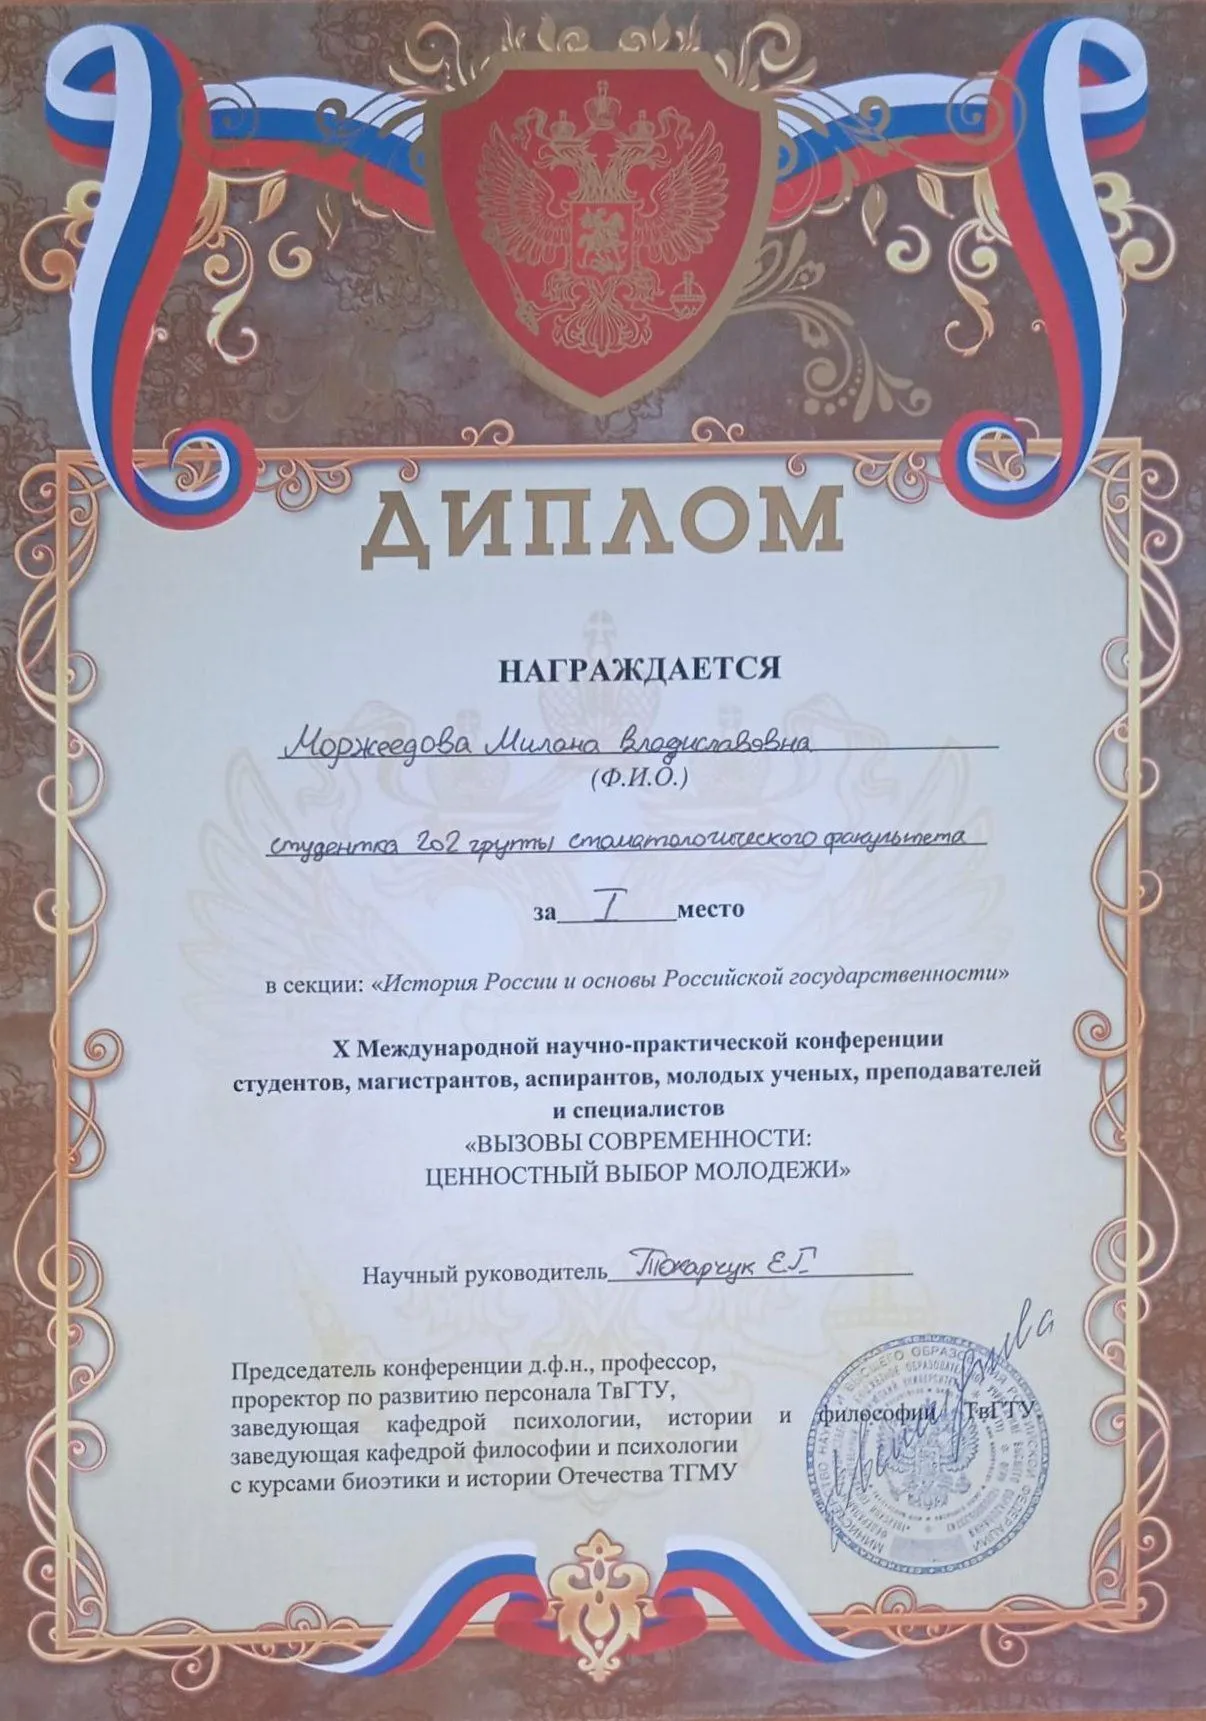 ДИПЛОМ
НАГРАЖДАЕТСЯ
Моржеедова Милана Владиславовна
(Ф.И.О.)
студентка 202 группы стоматологического факультета
за I место
в секции: «История России и основы Российской государственности»
X Международной научно-практической конференции
студентов, магистрантов, аспирантов, молодых ученых, преподавателей
и специалистов
«ВЫЗОВЫ СОВРЕМЕННОСТИ:
ЦЕННОСТНЫЙ ВЫБОР МОЛОДЕЖИ»
Научный руководитель Токарчук Е.Г.
Председатель конференции д.ф.н., профессор,
проректор по развитию персонала ТвГТУ,
заведующая кафедрой психологии, истории и философии ТвГТУ,
заведующая кафедрой философии и психологии
с курсами биоэтики и истории Отечества ТГМУ